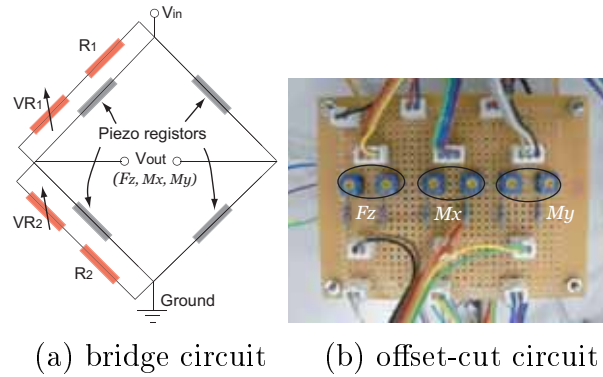 Vin
R1
VR1
Piezo registors
Vout
(Fz, Mx, My)
VR2
R2
Ground
Fz
Mx
My
(a) bridge circuit
(b) offset-cut circuit